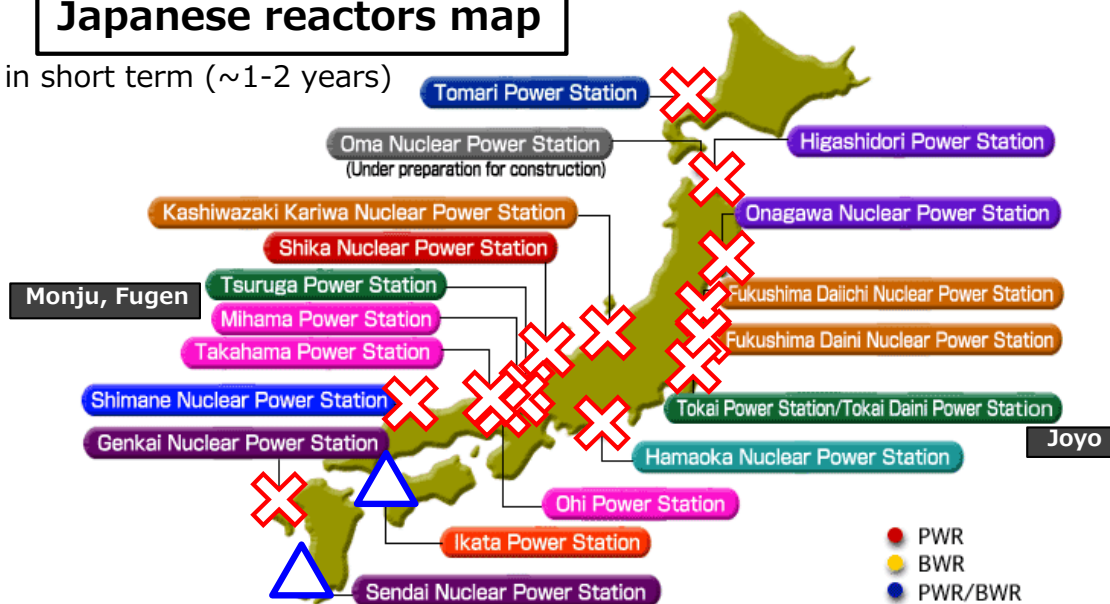 Japanese reactors map
in short term (~1-2 years)
Tomari Power Station
Oma Nuclear Power Station
(Under preparation for construction)
Higashidori Power Station
Kashiwazaki Kariwa Nuclear Power Station
Onagawa Nuclear Power Station
Shika Nuclear Power Station
Tsuruga Power Station
Monju, Fugen
Fukushima Daiichi Nuclear Power Station
Mihama Power Station
Fukushima Daini Nuclear Power Station
Takahama Power Station
Shimane Nuclear Power Station
Tokai Power Station/Tokai Daini Power Station
Genkai Nuclear Power Station
Joyo
Hamaoka Nuclear Power Station
Ohi Power Station
Ikata Power Station
Sendai Nuclear Power Station
PWR
BWR
PWR/BWR